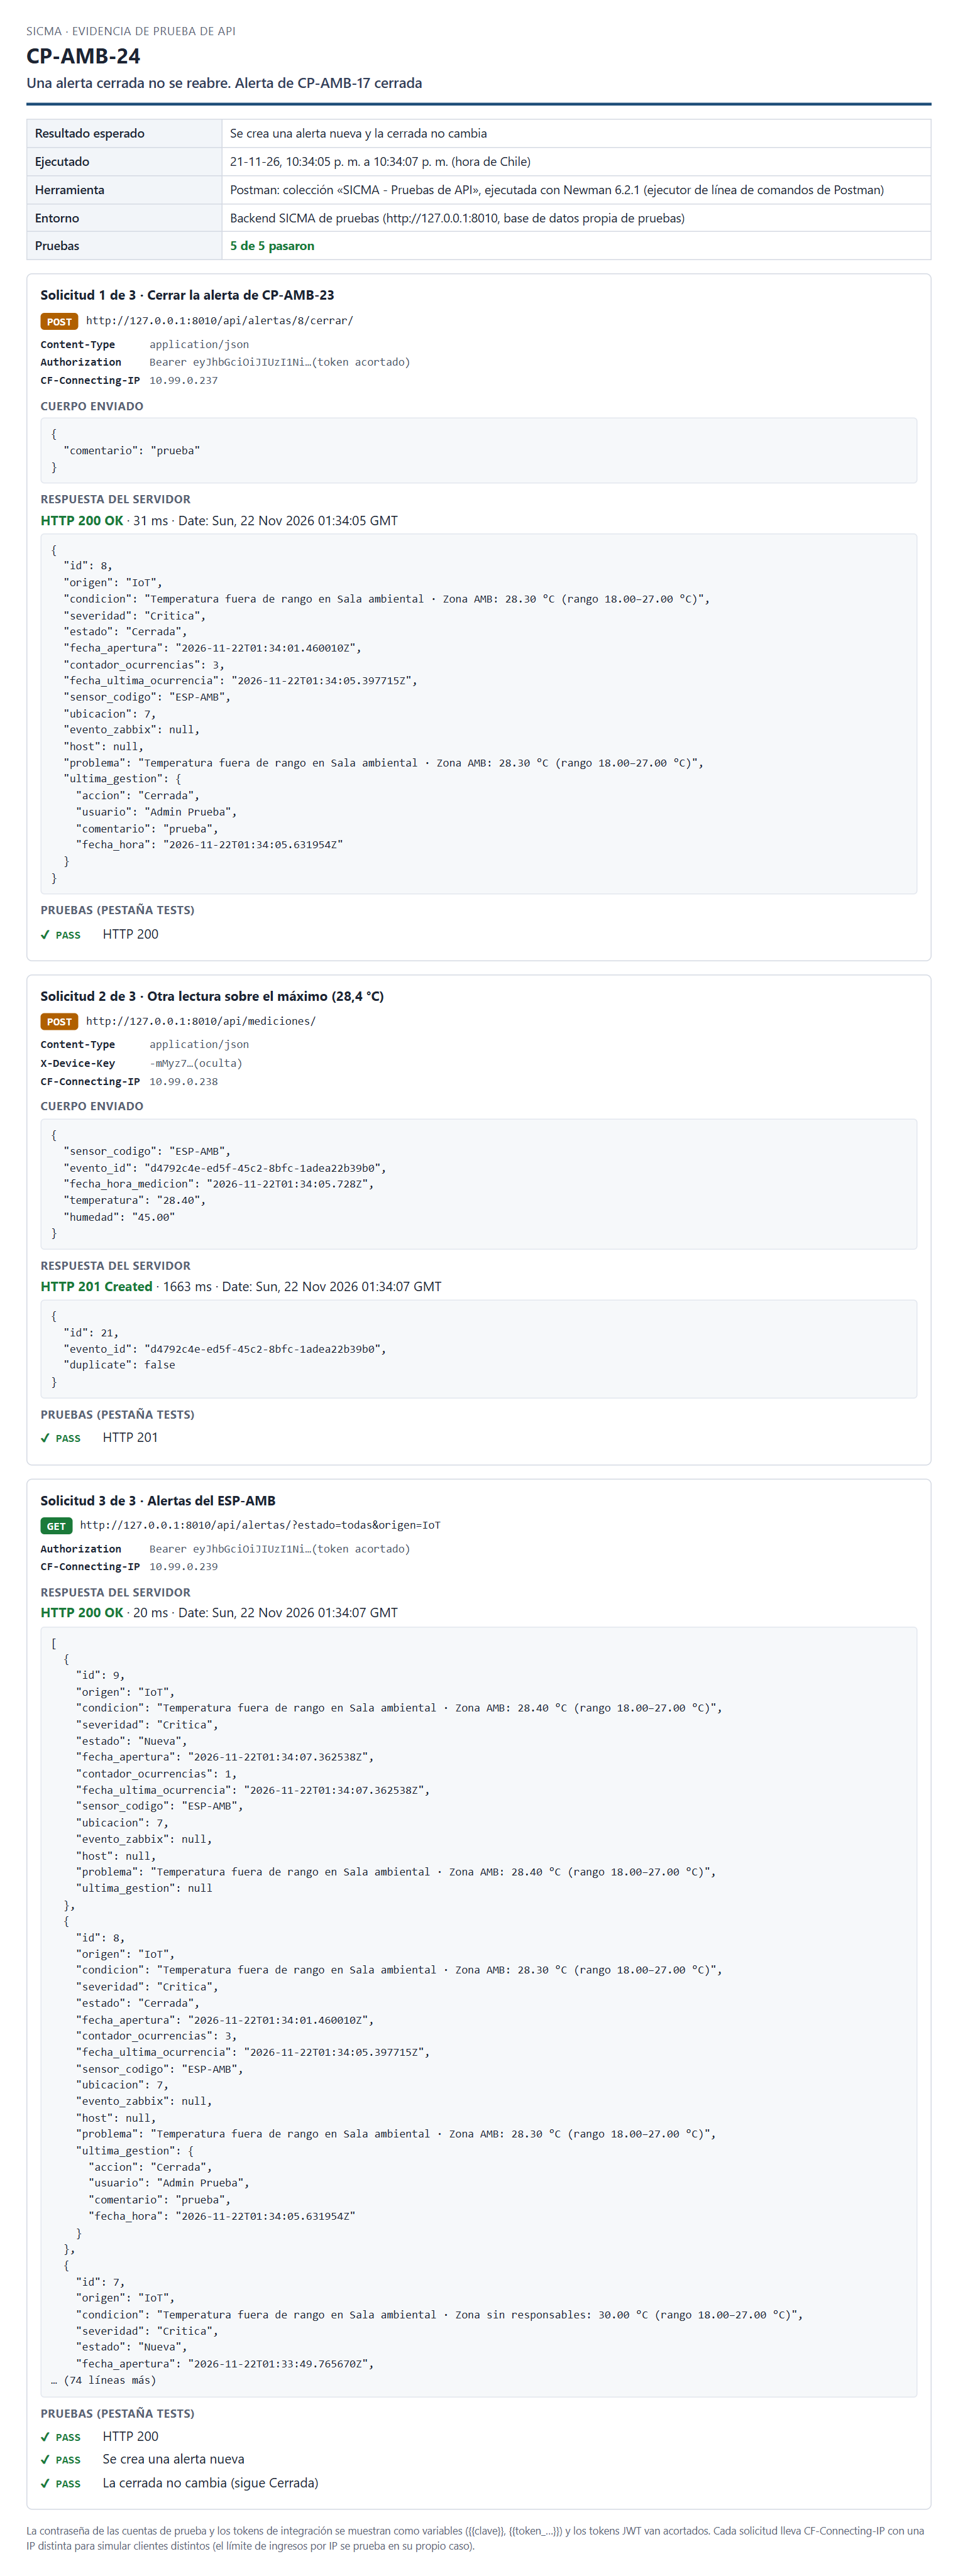 SICMA · EVIDENCIA DE PRUEBA DE API
CP-AMB-24
Una alerta cerrada no se reabre. Alerta de CP-AMB-17 cerrada
Resultado esperado Se crea una alerta nueva y la cerrada no cambia
Ejecutado 21-11-26, 10:34:05 p. m. a 10:34:07 p. m. (hora de Chile)
Herramienta Postman: colección «SICMA - Pruebas de API», ejecutada con Newman 6.2.1 (ejecutor de línea de comandos de Postman)
Entorno Backend SICMA de pruebas (http://127.0.0.1:8010, base de datos propia de pruebas)
Pruebas 5 de 5 pasaron
Solicitud 1 de 3 · Cerrar la alerta de CP-AMB-23
POST http://127.0.0.1:8010/api/alertas/8/cerrar/
Content-Type application/json
Authorization Bearer eyJhbGciOiJIUzI1Ni…(token acortado)
CF-Connecting-IP 10.99.0.237
CUERPO ENVIADO
{
  "comentario": "prueba"
}
RESPUESTA DEL SERVIDOR
HTTP 200 OK · 31 ms · Date: Sun, 22 Nov 2026 01:34:05 GMT
{
  "id": 8,
  "origen": "IoT",
  "condicion": "Temperatura fuera de rango en Sala ambiental · Zona AMB: 28.30 °C (rango 18.00–27.00 °C)",
  "severidad": "Critica",
  "estado": "Cerrada",
  "fecha_apertura": "2026-11-22T01:34:01.460010Z",
  "contador_ocurrencias": 3,
  "fecha_ultima_ocurrencia": "2026-11-22T01:34:05.397715Z",
  "sensor_codigo": "ESP-AMB",
  "ubicacion": 7,
  "evento_zabbix": null,
  "host": null,
  "problema": "Temperatura fuera de rango en Sala ambiental · Zona AMB: 28.30 °C (rango 18.00–27.00 °C)",
  "ultima_gestion": {
    "accion": "Cerrada",
    "usuario": "Admin Prueba",
    "comentario": "prueba",
    "fecha_hora": "2026-11-22T01:34:05.631954Z"
  }
}
PRUEBAS (PESTAÑA TESTS)
✔ PASS HTTP 200
Solicitud 2 de 3 · Otra lectura sobre el máximo (28,4 °C)
POST http://127.0.0.1:8010/api/mediciones/
Content-Type application/json
X-Device-Key -mMyz7…(oculta)
CF-Connecting-IP 10.99.0.238
CUERPO ENVIADO
{
  "sensor_codigo": "ESP-AMB",
  "evento_id": "d4792c4e-ed5f-45c2-8bfc-1adea22b39b0",
  "fecha_hora_medicion": "2026-11-22T01:34:05.728Z",
  "temperatura": "28.40",
  "humedad": "45.00"
}
RESPUESTA DEL SERVIDOR
HTTP 201 Created · 1663 ms · Date: Sun, 22 Nov 2026 01:34:07 GMT
{
  "id": 21,
  "evento_id": "d4792c4e-ed5f-45c2-8bfc-1adea22b39b0",
  "duplicate": false
}
PRUEBAS (PESTAÑA TESTS)
✔ PASS HTTP 201
Solicitud 3 de 3 · Alertas del ESP-AMB
GET http://127.0.0.1:8010/api/alertas/?estado=todas&origen=IoT
Authorization Bearer eyJhbGciOiJIUzI1Ni…(token acortado)
CF-Connecting-IP 10.99.0.239
RESPUESTA DEL SERVIDOR
HTTP 200 OK · 20 ms · Date: Sun, 22 Nov 2026 01:34:07 GMT
[
  {
    "id": 9,
    "origen": "IoT",
    "condicion": "Temperatura fuera de rango en Sala ambiental · Zona AMB: 28.40 °C (rango 18.00–27.00 °C)",
    "severidad": "Critica",
    "estado": "Nueva",
    "fecha_apertura": "2026-11-22T01:34:07.362538Z",
    "contador_ocurrencias": 1,
    "fecha_ultima_ocurrencia": "2026-11-22T01:34:07.362538Z",
    "sensor_codigo": "ESP-AMB",
    "ubicacion": 7,
    "evento_zabbix": null,
    "host": null,
    "problema": "Temperatura fuera de rango en Sala ambiental · Zona AMB: 28.40 °C (rango 18.00–27.00 °C)",
    "ultima_gestion": null
  },
  {
    "id": 8,
    "origen": "IoT",
    "condicion": "Temperatura fuera de rango en Sala ambiental · Zona AMB: 28.30 °C (rango 18.00–27.00 °C)",
    "severidad": "Critica",
    "estado": "Cerrada",
    "fecha_apertura": "2026-11-22T01:34:01.460010Z",
    "contador_ocurrencias": 3,
    "fecha_ultima_ocurrencia": "2026-11-22T01:34:05.397715Z",
    "sensor_codigo": "ESP-AMB",
    "ubicacion": 7,
    "evento_zabbix": null,
    "host": null,
    "problema": "Temperatura fuera de rango en Sala ambiental · Zona AMB: 28.30 °C (rango 18.00–27.00 °C)",
    "ultima_gestion": {
      "accion": "Cerrada",
      "usuario": "Admin Prueba",
      "comentario": "prueba",
      "fecha_hora": "2026-11-22T01:34:05.631954Z"
    }
  },
  {
    "id": 7,
    "origen": "IoT",
    "condicion": "Temperatura fuera de rango en Sala ambiental · Zona sin responsables: 30.00 °C (rango 18.00–27.00 °C)",
    "severidad": "Critica",
    "estado": "Nueva",
    "fecha_apertura": "2026-11-22T01:33:49.765670Z",
… (74 líneas más)
PRUEBAS (PESTAÑA TESTS)
✔ PASS HTTP 200
✔ PASS Se crea una alerta nueva
✔ PASS La cerrada no cambia (sigue Cerrada)
La contraseña de las cuentas de prueba y los tokens de integración se muestran como variables ({{clave}}, {{token_...}}) y los tokens JWT van acortados. Cada solicitud lleva CF-Connecting-IP con una
IP distinta para simular clientes distintos (el límite de ingresos por IP se prueba en su propio caso).